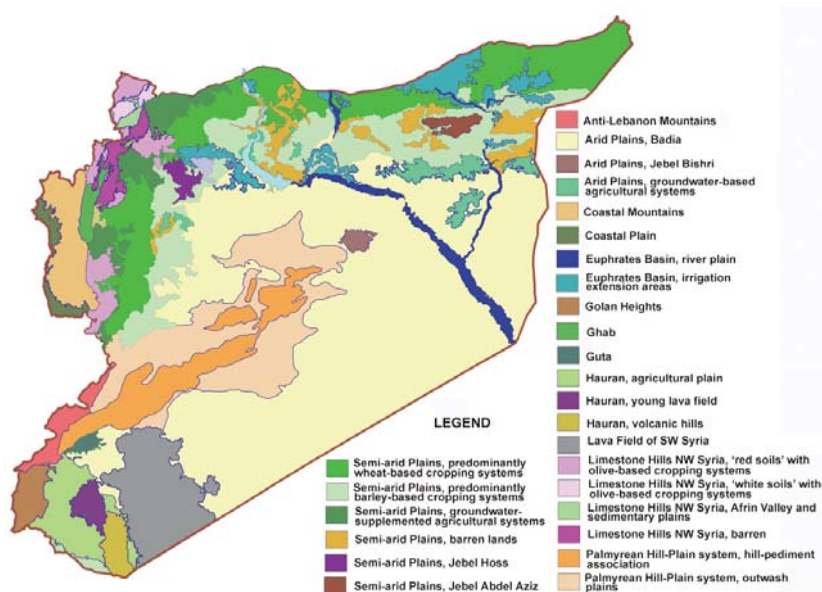 Anti-Lebanon Mountains
Arid Plains, Badia
Arid Plains, Jebel Bishri
Arid Plains, groundwater-based
agricultural systems
Coastal Mountains
Coastal Plain
Euphrates Basin, river plain
Euphrates Basin, irrigation
extension areas
Golan Heights
Ghab
Guta
Hauran, agricultural plain
Hauran, young lava field
Hauran, volcanic hills
Lava Field of SW Syria
Limestone Hills NW Syria, 'red soils' with
olive-based cropping systems
Limestone Hills NW Syria, 'white soils' with
olive-based cropping systems
Limestone Hills NW Syria, Afrin Valley and
sedimentary plains
Limestone Hills NW Syria, barren
Palmyrean Hill-Plain system, hill-pediment
association
Palmyrean Hill-Plain system, outwash
plains
LEGEND
Semi-arid Plains, predominantly
wheat-based cropping systems
Semi-arid Plains, predominantly
barley-based cropping systems
Semi-arid Plains, groundwater-
supplemented agricultural systems
Semi-arid Plains, barren lands
Semi-arid Plains, Jebel Hoss
Semi-arid Plains, Jebel Abdel Aziz